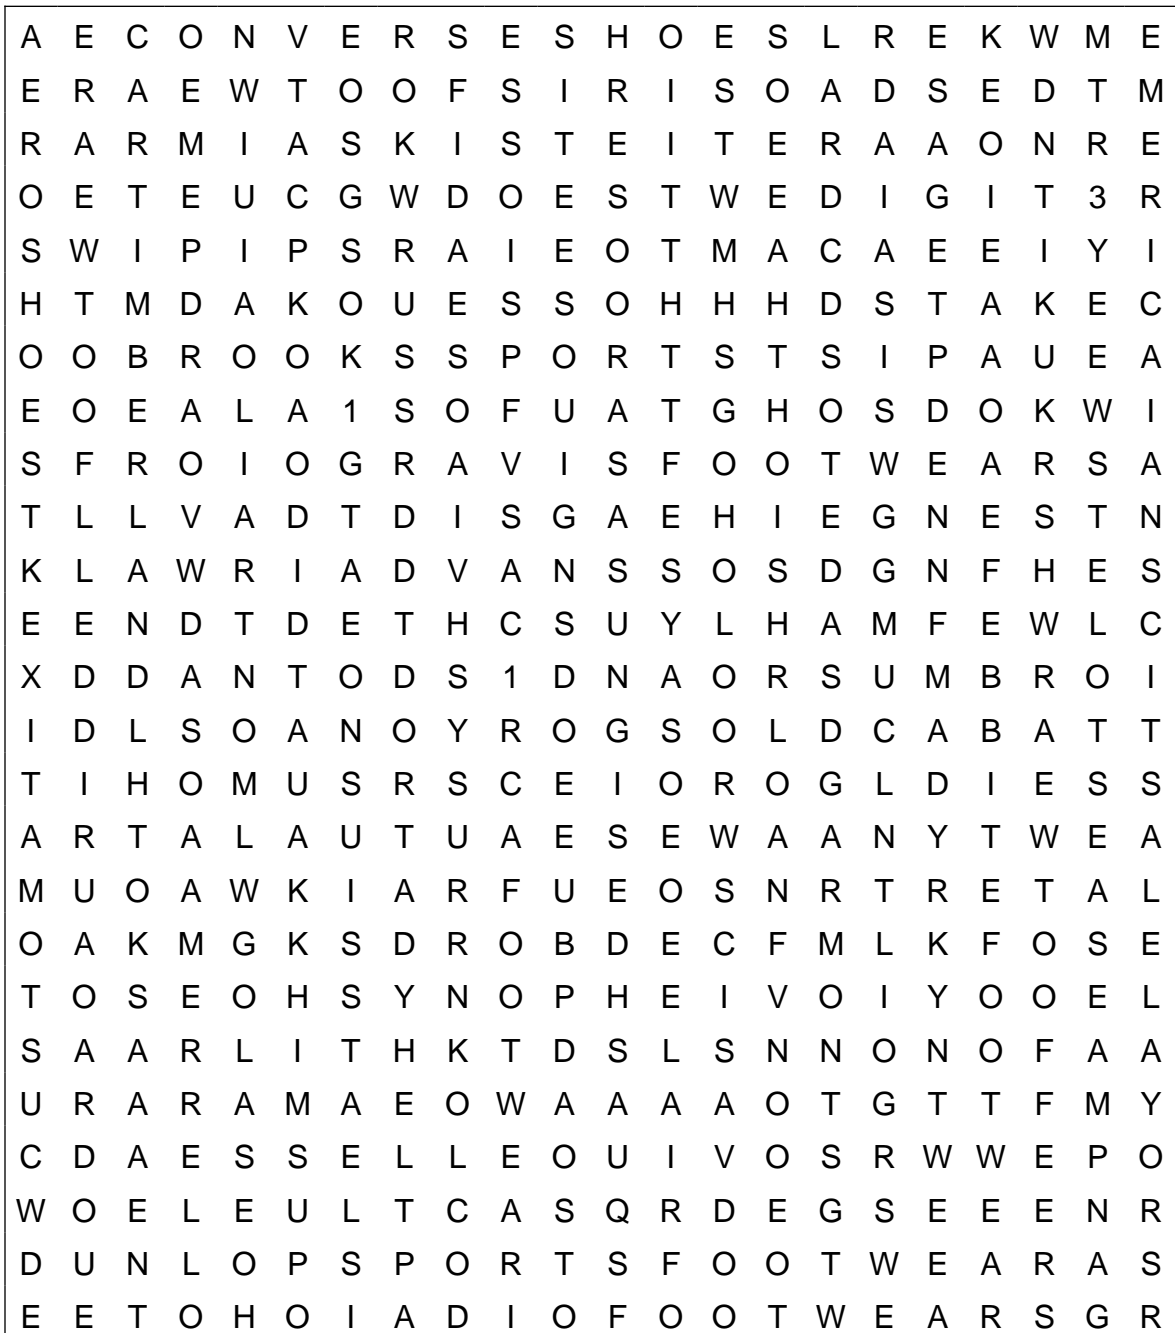 A E C O N V E R S E S H O E S L R E K W M E
E R A E W T O O F S I R I S O A D S E D T M
R A R M I A S K I S T E I T E R A A O N R E
O E T E U C G W D O E S T W E D I G I T 3 R
S W I P I P S R A I E O T M A C A E E I Y I
H T M D A K O U E S S O H H H D S T A K E C
O O B R O O K S S P O R T S T S I P A U E A
E O E A L A 1 S O F U A T G H O S D O K W I
S F R O I O G R A V I S F O O T W E A R S A
T L L V A D T D I S G A E H I E G N E S T N
K L A W R I A D V A N S S O S D G N F H E S
E E N D T D E T H C S U Y L H A M F E W L C
X D D A N T O D S 1 D N A O R S U M B R O I
I D L S O A N O Y R O G S O L D C A B A T T
T I H O M U S R S C E I O R O G L D I E S S
A R T A L A U T U A E S E W A A N Y T W E A
M U O A W K I A R F U E O S N R T R E T A L
O A K M G K S D R O B D E C F M L K F O S E
T O S E O H S Y N O P H E I V O I Y O O E L
S A A R L I T H K T D S L S N N O N O F A A
U R A R A M A E O W A A A A O T G T T F M Y
C D A E S S E L L E O U I V O S R W W E P O
W O E L E U L T C A S Q R D E G S E E E N R
D U N L O P S P O R T S F O O T W E A R A S
E E T O H O I A D I O F O O T W E A R S G R